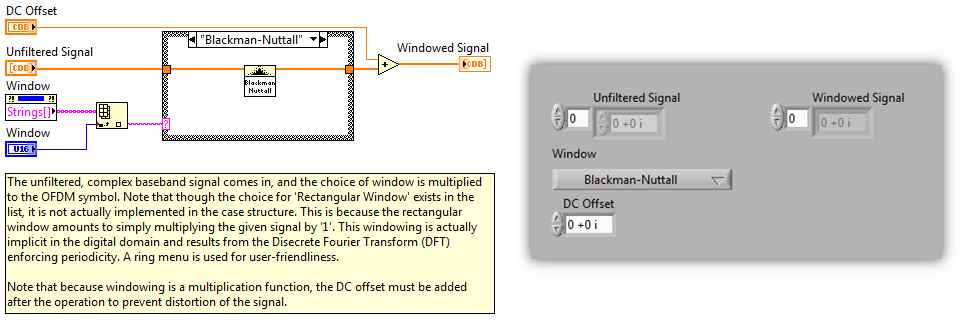 DC Offset
CDB
"Blackman-Nuttall"
Unfiltered Signal
[CDB]
Windowed Signal
[CDB]
Blackman
Nuttall
Window
?! ?!
Strings[]
Window
U16
?
+
The unfiltered, complex baseband signal comes in, and the choice of window is multiplied
to the OFDM symbol. Note that though the choice for 'Rectangular Window' exists in the
list, it is not actually implemented in the case structure. This is because the rectangular
window amounts to simply multiplying the given signal by '1'. This windowing is actually
implicit in the digital domain and results from the Disecrete Fourier Transform (DFT)
enforcing periodicity. A ring menu is used for user-friendliness.
Note that because windowing is a multiplication function, the DC offset must be added
after the operation to prevent distortion of the signal.
Unfiltered Signal
0
0 +0 i
Windowed Signal
0
0 +0 i
Window
Blackman-Nuttall
DC Offset
0 +0 i